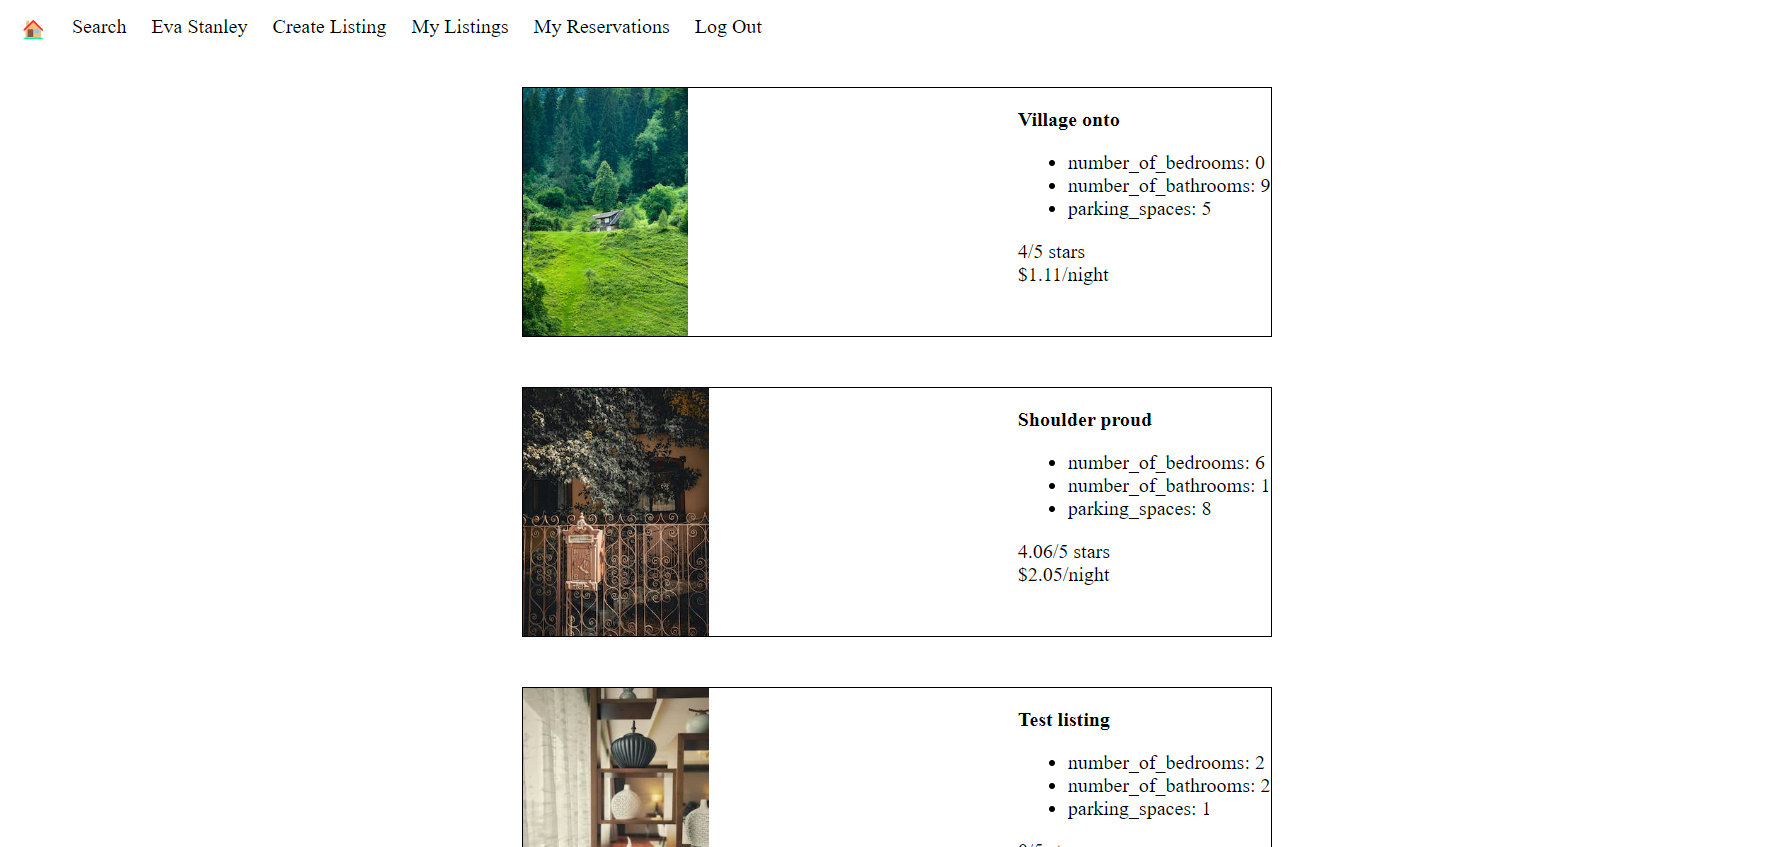 Search Eva Stanley Create Listing My Listings My Reservations Log Out
Village onto
number_of_bedrooms: 0
number_of_bathrooms: 9
parking_spaces: 5
4/5 stars
$1.11/night
Shoulder proud
number_of_bedrooms: 6
number_of_bathrooms: 1
parking_spaces: 8
4.06/5 stars
$2.05/night
Test listing
number_of_bedrooms: 2
number_of_bathrooms: 2
parking_spaces: 1